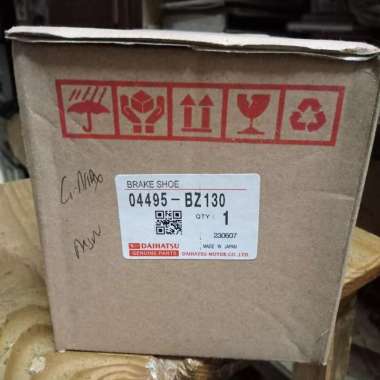 BRAKE SHOE
04495-BZ130
QTY: 1
230607
DAIHATSU
MADE IN JAPAN
GENUINE PARTS
DAIHATSU MOTOR CO.,LTD.